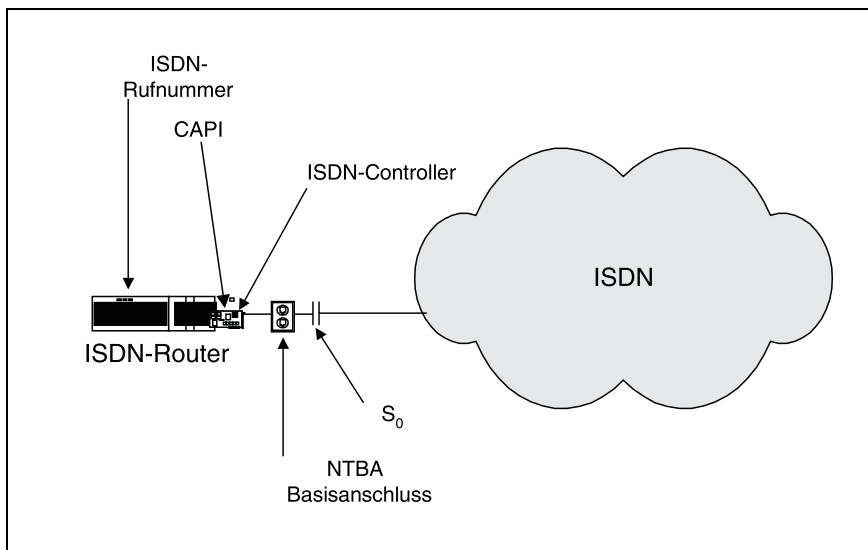 ISDN-
Rufnummer
CAPI
ISDN-Controller
ISDN
ISDN-Router
S₀
NTBA
Basisanschluss